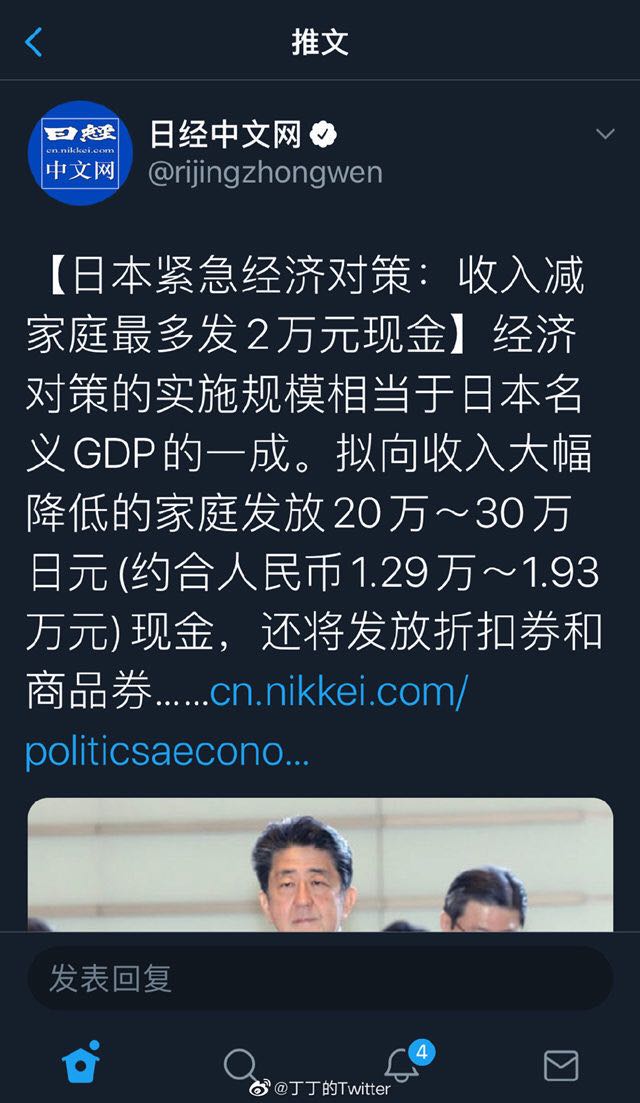 推文
日经
cn.nikkei.com
中文网
日经中文网
@rijingzhongwen
【日本紧急经济对策：收入减
家庭最多发2万元现金】经济
对策的实施规模相当于日本名
义GDP的一成。拟向收入大幅
降低的家庭发放20万～30万
日元(约合人民币1.29万～1.93
万元)现金，还将发放折扣券和
商品券……cn.nikkei.com/
politicsaecono...
发表回复
4
@丁丁的Twitter